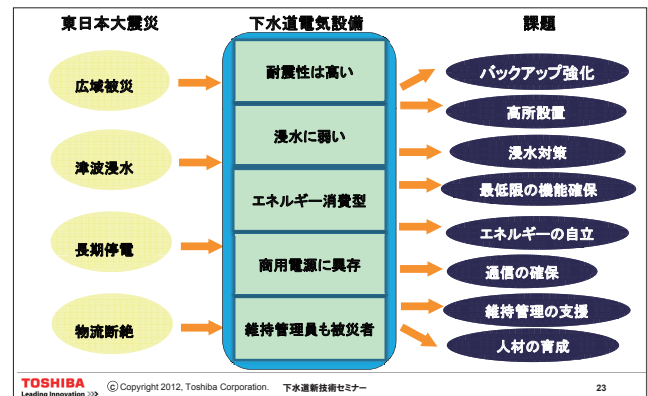 東日本大震災
下水道電気設備
課題
広域被災
津波浸水
長期停電
物流断絶
耐震性は高い
浸水に弱い
エネルギー消費型
商用電源に異存
維持管理員も被災者
バックアップ強化
高所設置
浸水対策
最低限の機能確保
エネルギーの自立
通信の確保
維持管理の支援
人材の育成
TOSHIBA
Leading Innovation >>>
© Copyright 2012, Toshiba Corporation. 下水道新技術セミナー
23